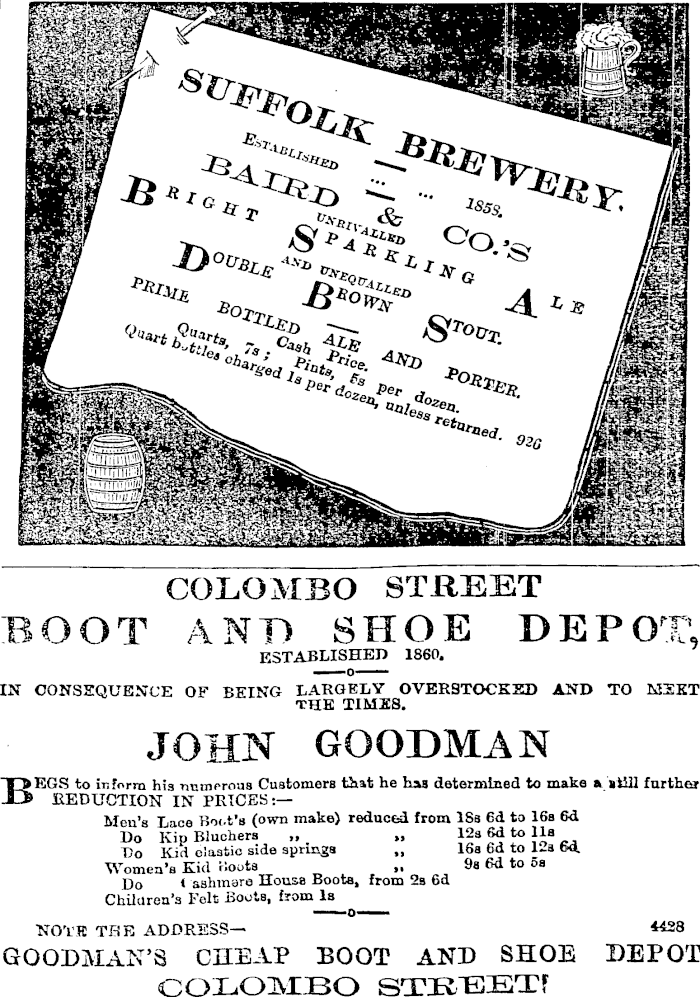 SUFFOLK BREWERY.
ESTABLISHED ... ... 1858.
BAIRD & CO.'S
UNRIVALLED
BRIGHT SPARKLING ALE
AND UNEQUALLED
DOUBLE BROWN STOUT.
PRIME BOTTLED ALE AND PORTER.
Cash Price.
Quarts, 7s; Pints, 5s per dozen.
Quart bottles charged 1s per dozen, unless returned. 926
COLOMBO STREET
BOOT AND SHOE DEPOT,
ESTABLISHED 1860.
IN CONSEQUENCE OF BEING LARGELY OVERSTOCKED AND TO MEET
THE TIMES.
JOHN GOODMAN
BEGS to inform his numerous Customers that he has determined to make a still further
REDUCTION IN PRICES:—
Men's Lace Boot's (own make) reduced from 18s 6d to 16s 6d
Do Kip Bluchers ,, ,, 12s 6d to 11s
Do Kid elastic side springs ,, 16s 6d to 12s 6d
Women's Kid Boots ,, 9s 6d to 5s
Do Cashmere House Boots, from 2s 6d
Children's Felt Boots, from 1s
NOTE THE ADDRESS— 4428
GOODMAN'S CHEAP BOOT AND SHOE DEPOT
COLOMBO STREET!